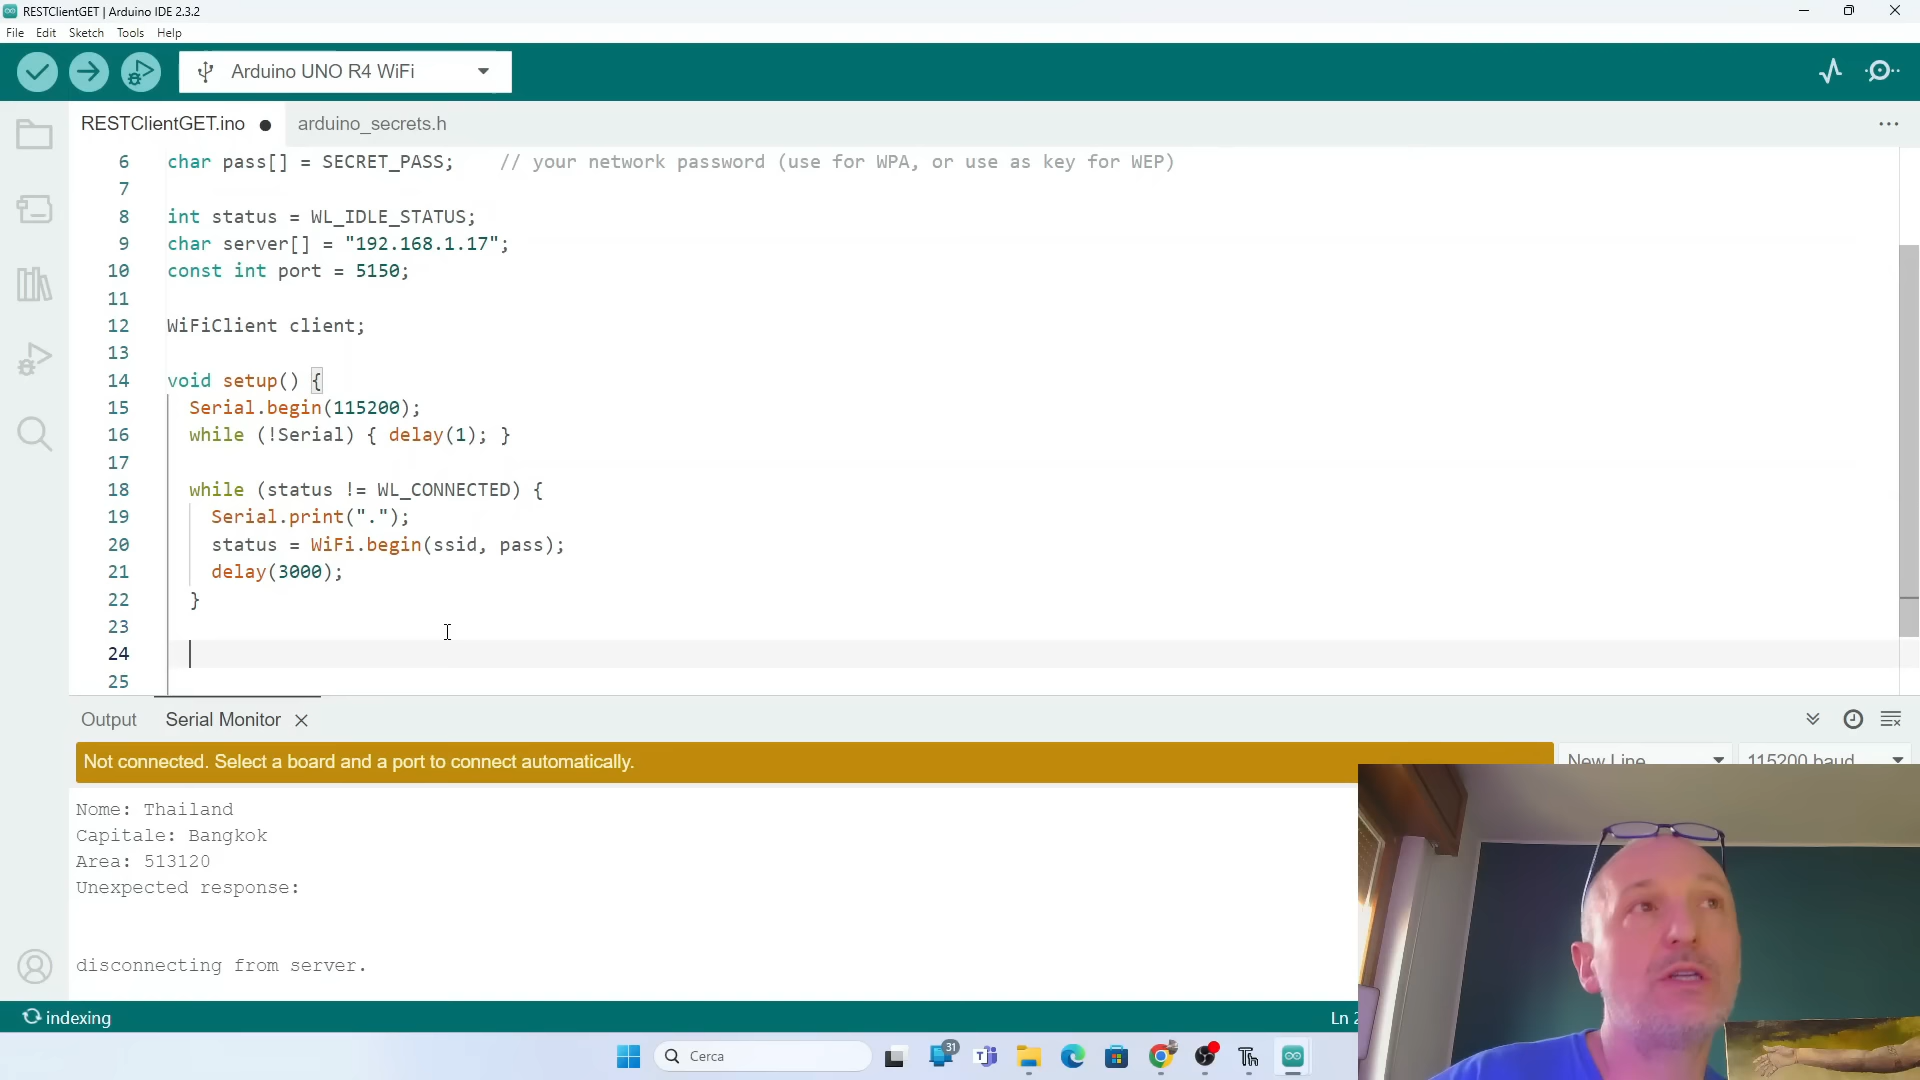 RESTClientGET | Arduino IDE 2.3.2
File Edit Sketch Tools Help
Arduino UNO R4 WiFi
RESTClientGET.ino arduino_secrets.h
6 char pass[] = SECRET_PASS; // your network password (use for WPA, or use as key for WEP)
7
8 int status = WL_IDLE_STATUS;
9 char server[] = "192.168.1.17";
10 const int port = 5150;
11
12 WiFiClient client;
13
14 void setup() {
15 Serial.begin(115200);
16 while (!Serial) { delay(1); }
17
18 while (status != WL_CONNECTED) {
19 Serial.print(".");
20 status = WiFi.begin(ssid, pass);
21 delay(3000);
22 }
23
24
25
Output Serial Monitor
Not connected. Select a board and a port to connect automatically.
New Line 115200 baud
Nome: Thailand
Capitale: Bangkok
Area: 513120
Unexpected response:
disconnecting from server.
indexing Ln 2
Cerca 31